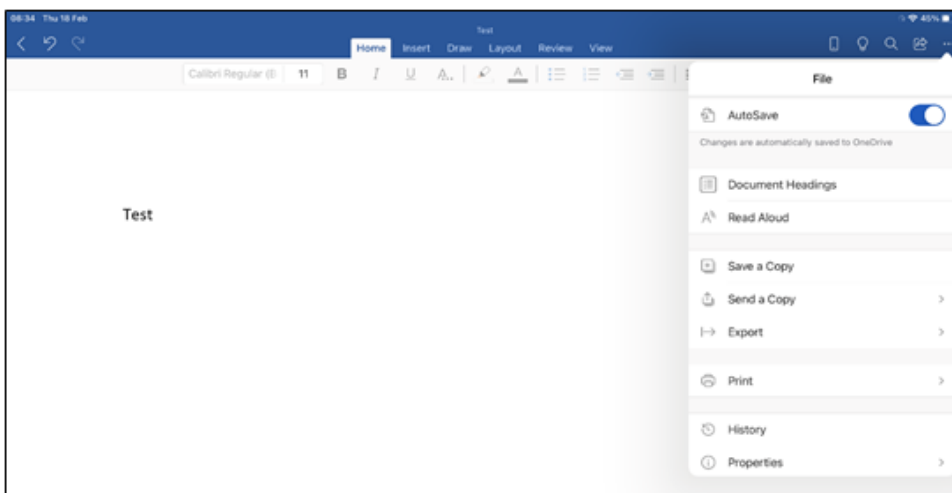 06:34 Thu 18 Feb
45%
Test
Home Insert Draw Layout Review View
Calibri Regular (B 11 B I U A..
A
File
AutoSave
Changes are automatically saved to OneDrive
Document Headings
Test
Read Aloud
Save a Copy
Send a Copy
Export
Print
History
Properties